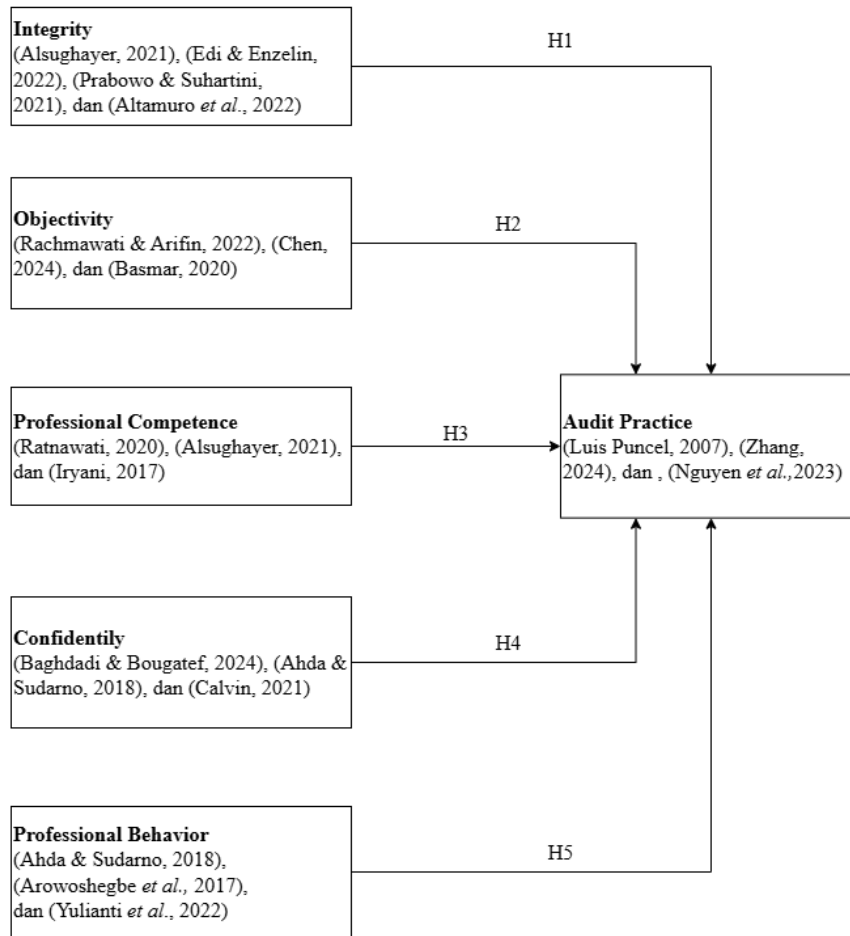 Integrity
(Alsughayer, 2021), (Edi & Enzelin,
2022), (Prabowo & Suhartini,
2021), dan (Altamuro et al., 2022)
H1
Objectivity
(Rachmawati & Arifin, 2022), (Chen,
2024), dan (Basmar, 2020)
H2
Professional Competence
(Ratnawati, 2020), (Alsughayer, 2021),
dan (Iryani, 2017)
H3
Audit Practice
(Luis Puncel, 2007), (Zhang,
2024), dan , (Nguyen et al.,2023)
Confidentily
(Baghdadi & Bougatef, 2024), (Ahda &
Sudarno, 2018), dan (Calvin, 2021)
H4
Professional Behavior
(Ahda & Sudarno, 2018),
(Arowoshegbe et al., 2017),
dan (Yulianti et al., 2022)
H5